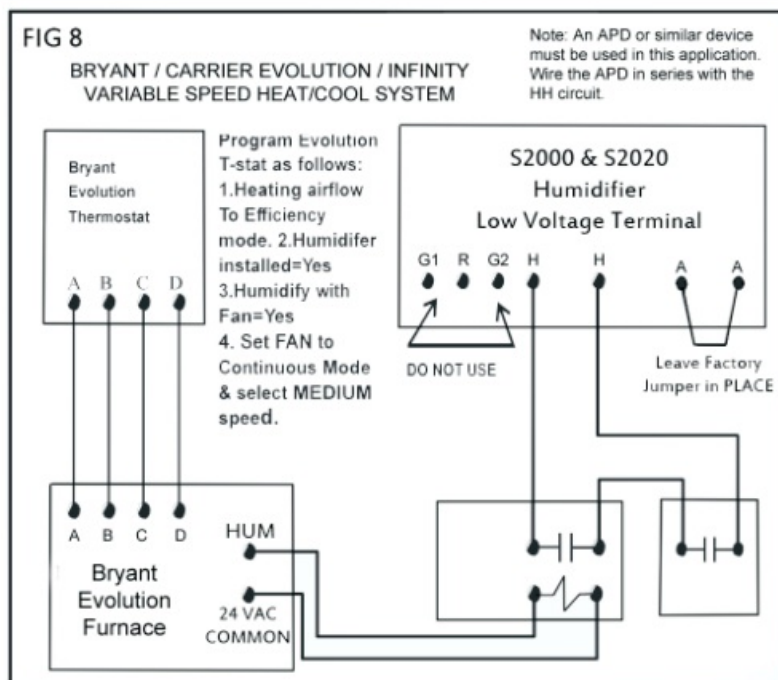 FIG 8
BRYANT / CARRIER EVOLUTION / INFINITY
VARIABLE SPEED HEAT/COOL SYSTEM
Note: An APD or similar device
must be used in this application.
Wire the APD in series with the
HH circuit.
Bryant
Evolution
Thermostat
A B C D
Program Evolution
T-stat as follows:
1.Heating airflow
To Efficiency
mode. 2.Humidifer
installed=Yes
3.Humidify with
Fan=Yes
4. Set FAN to
Continuous Mode
& select MEDIUM
speed.
S2000 & S2020
Humidifier
Low Voltage Terminal
G1 R G2 H H A A
DO NOT USE
Leave Factory
Jumper in PLACE
A B C D
HUM
Bryant
Evolution
Furnace
24 VAC
COMMON